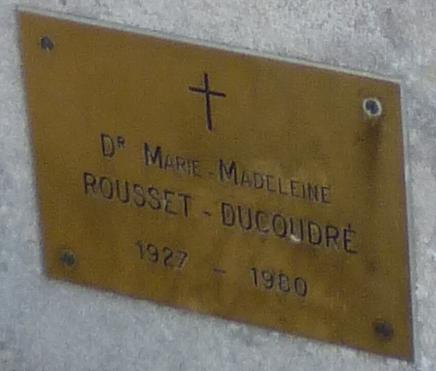 Dr MARIE-MADELEINE
ROUSSET-DUCOUDRÉ
1927 - 1980